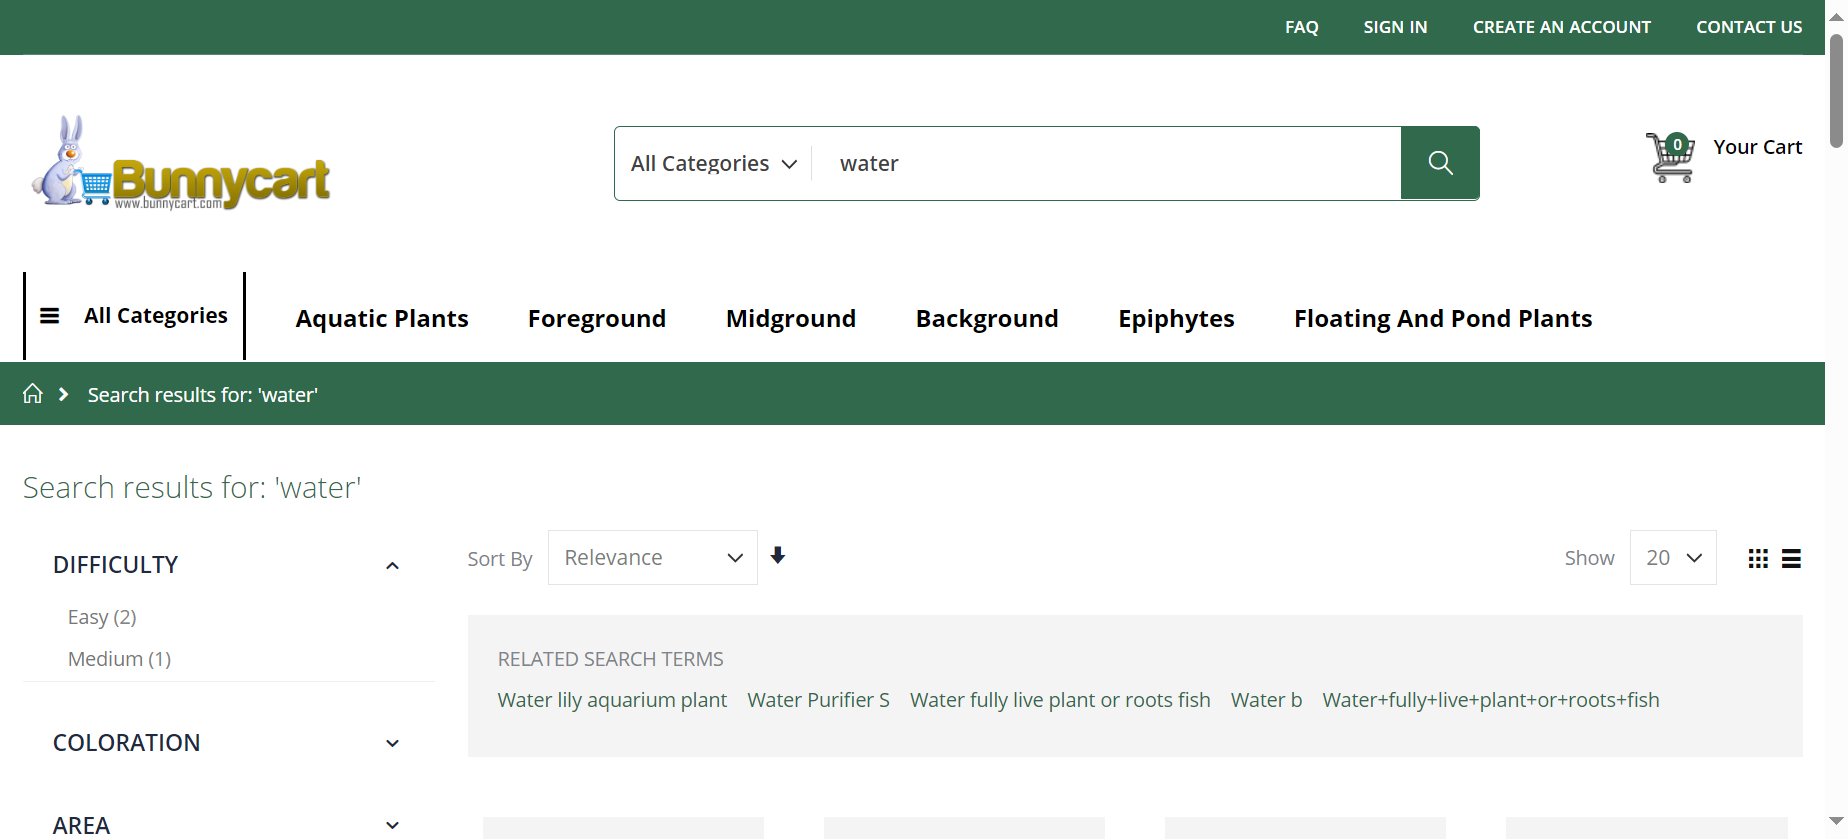 FAQ SIGN IN CREATE AN ACCOUNT CONTACT US
Bunnycart
www.bunnycart.com
All Categories water
0 Your Cart
All Categories Aquatic Plants Foreground Midground Background Epiphytes Floating And Pond Plants
Search results for: 'water'
Search results for: 'water'
DIFFICULTY
Easy (2)
Medium (1)
COLORATION
AREA
Sort By Relevance Show 20
RELATED SEARCH TERMS
Water lily aquarium plant Water Purifier S Water fully live plant or roots fish Water b Water+fully+live+plant+or+roots+fish